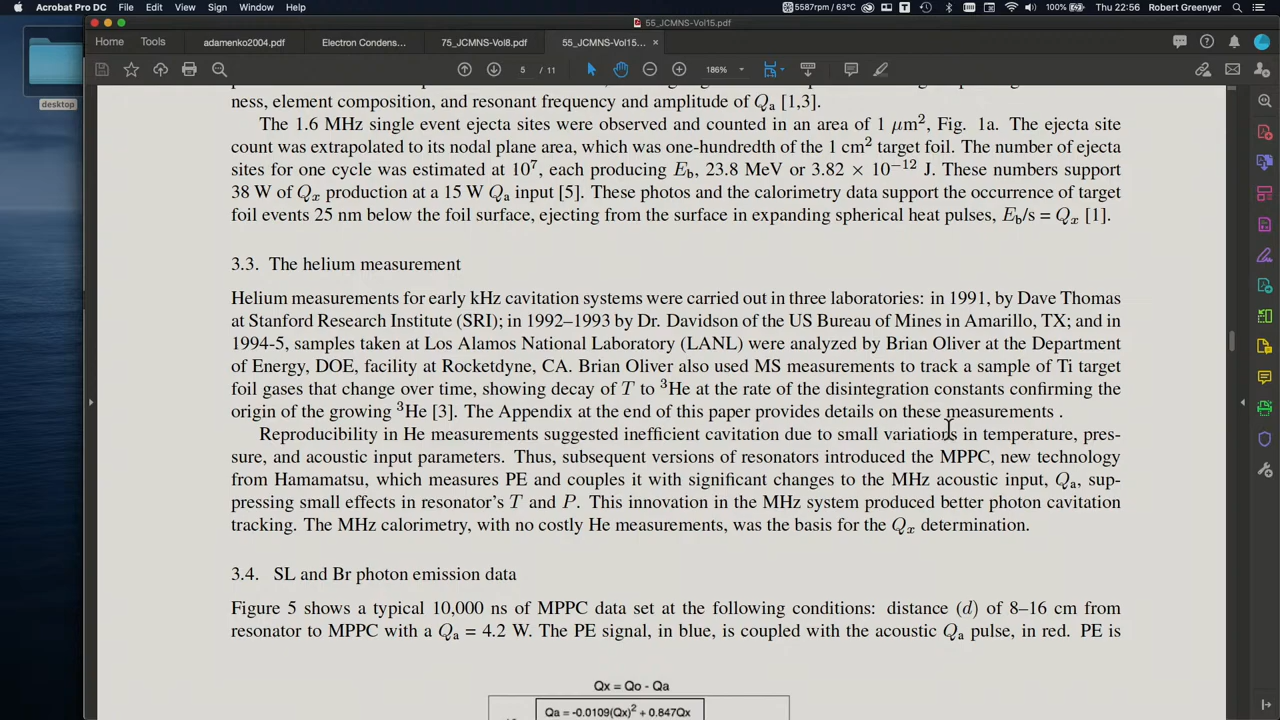 Acrobat Pro DC File Edit View Sign Window Help 5587rpm / 63°C 100% Thu 22:56 Robert Greenyer
55_JCMNS-Vol15.pdf
Home Tools adamenko2004.pdf Electron Condens... 75_JCMNS-Vol8.pdf 55_JCMNS-Vol15... ×
5 / 11 186%
desktop
ness, element composition, and resonant frequency and amplitude of Qa [1,3].
The 1.6 MHz single event ejecta sites were observed and counted in an area of 1 μm², Fig. 1a. The ejecta site
count was extrapolated to its nodal plane area, which was one-hundredth of the 1 cm² target foil. The number of ejecta
sites for one cycle was estimated at 10⁷, each producing Eb, 23.8 MeV or 3.82 × 10⁻¹² J. These numbers support
38 W of Qx production at a 15 W Qa input [5]. These photos and the calorimetry data support the occurrence of target
foil events 25 nm below the foil surface, ejecting from the surface in expanding spherical heat pulses, Eb/s = Qx [1].
3.3. The helium measurement
Helium measurements for early kHz cavitation systems were carried out in three laboratories: in 1991, by Dave Thomas
at Stanford Research Institute (SRI); in 1992–1993 by Dr. Davidson of the US Bureau of Mines in Amarillo, TX; and in
1994-5, samples taken at Los Alamos National Laboratory (LANL) were analyzed by Brian Oliver at the Department
of Energy, DOE, facility at Rocketdyne, CA. Brian Oliver also used MS measurements to track a sample of Ti target
foil gases that change over time, showing decay of T to ³He at the rate of the disintegration constants confirming the
origin of the growing ³He [3]. The Appendix at the end of this paper provides details on these measurements .
Reproducibility in He measurements suggested inefficient cavitation due to small variations in temperature, pres-
sure, and acoustic input parameters. Thus, subsequent versions of resonators introduced the MPPC, new technology
from Hamamatsu, which measures PE and couples it with significant changes to the MHz acoustic input, Qa, sup-
pressing small effects in resonator's T and P. This innovation in the MHz system produced better photon cavitation
tracking. The MHz calorimetry, with no costly He measurements, was the basis for the Qx determination.
3.4. SL and Br photon emission data
Figure 5 shows a typical 10,000 ns of MPPC data set at the following conditions: distance (d) of 8–16 cm from
resonator to MPPC with a Qa = 4.2 W. The PE signal, in blue, is coupled with the acoustic Qa pulse, in red. PE is
Qx = Qo - Qa
Qa = -0.0109(Qx)² + 0.847Qx